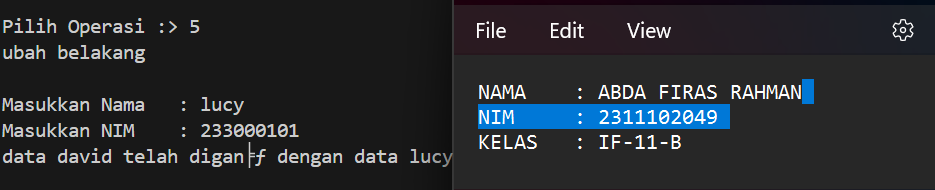 Pilih Operasi :> 5
ubah belakang
Masukkan Nama : lucy
Masukkan NIM : 233000101
data david telah digan dengan data lucy
File Edit View
NAMA : ABDA FIRAS RAHMAN
NIM : 2311102049
KELAS : IF-11-B